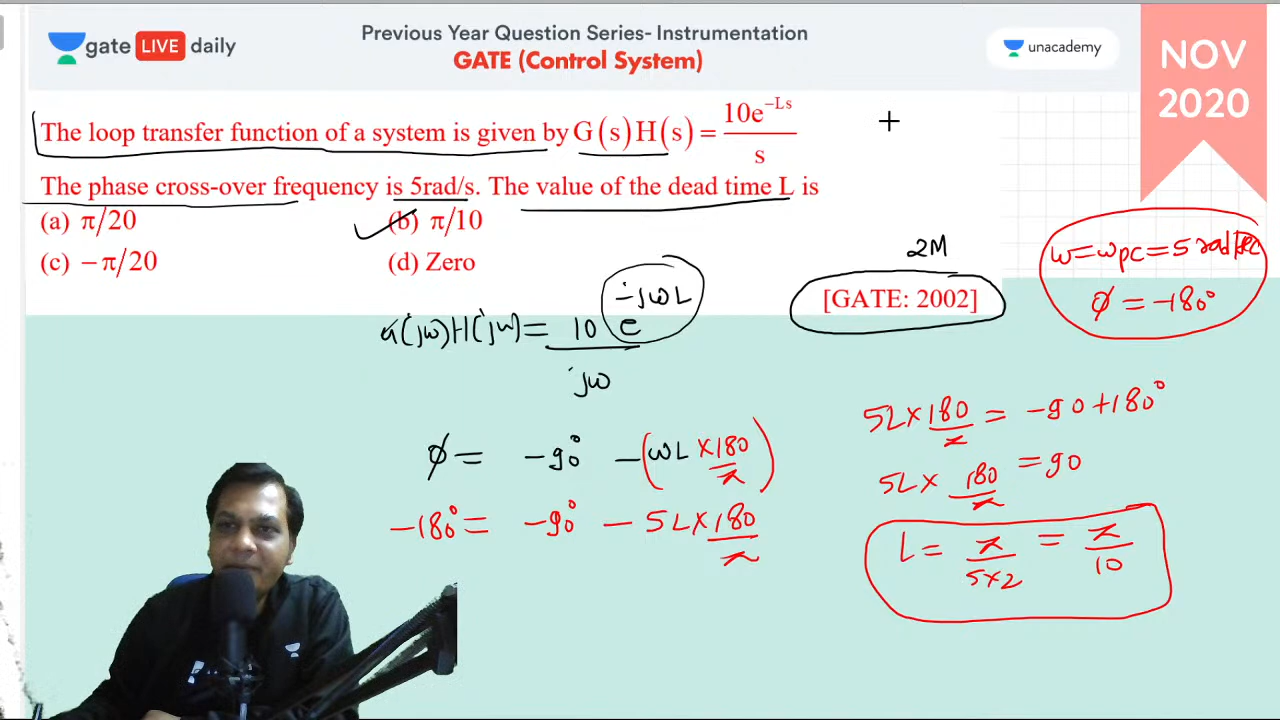 gate LIVE daily
Previous Year Question Series- Instrumentation
GATE (Control System)
unacademy
NOV
2020
The loop transfer function of a system is given by G(s)H(s) = 10e^{-Ls} / s
The phase cross-over frequency is 5rad/s. The value of the dead time L is
(a) π/20
(b) π/10
(c) −π/20
(d) Zero
2M
[GATE: 2002]
ω=ωpc=5 rad/sec
φ = −180°
G(jω)H(jω) = 10 e^{-jωL} / jω
φ = −90° −(ωL × 180/π)
−180° = −90° − 5L × 180/π
5L × 180/π = −90+180°
5L × 180/π = 90
L = π/5×2 = π/10